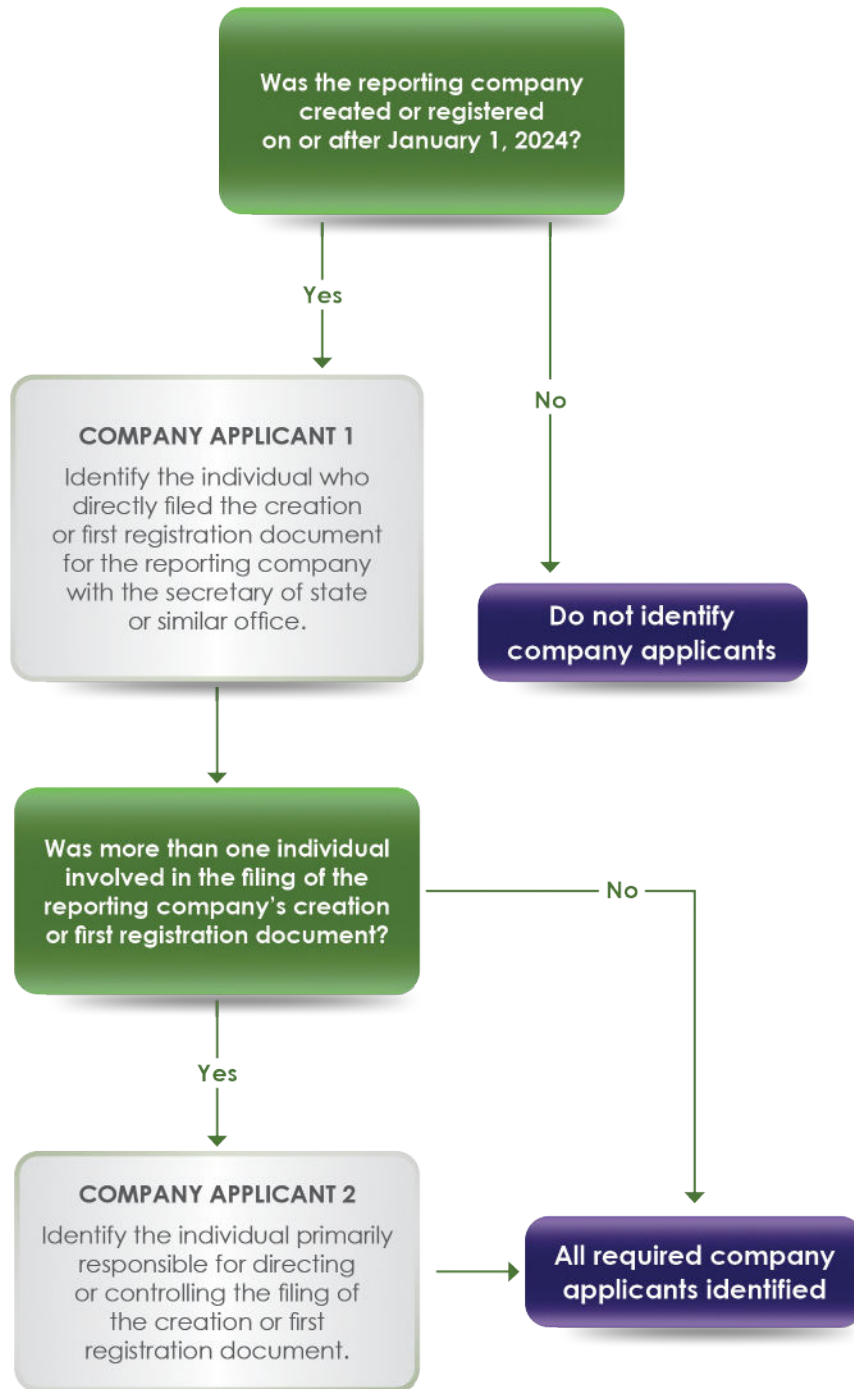 Was the reporting company
created or registered
on or after January 1, 2024?
Yes
No
COMPANY APPLICANT 1
Identify the individual who
directly filed the creation
or first registration document
for the reporting company
with the secretary of state
or similar office.
Do not identify
company applicants
Was more than one individual
involved in the filing of the
reporting company’s creation
or first registration document?
No
Yes
COMPANY APPLICANT 2
Identify the individual primarily
responsible for directing
or controlling the filing of
the creation or first
registration document.
All required company
applicants identified